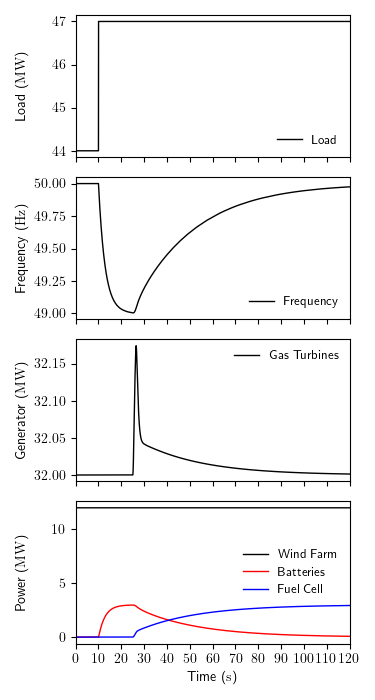 47
46
45
44
Load (MW)
Load
50.00
49.75
49.50
49.25
49.00
Frequency (Hz)
Frequency
32.15
32.10
32.05
32.00
Generator (MW)
Gas Turbines
10
5
0
Power (MW)
Wind Farm
Batteries
Fuel Cell
0 10 20 30 40 50 60 70 80 90 100 110 120
Time (s)